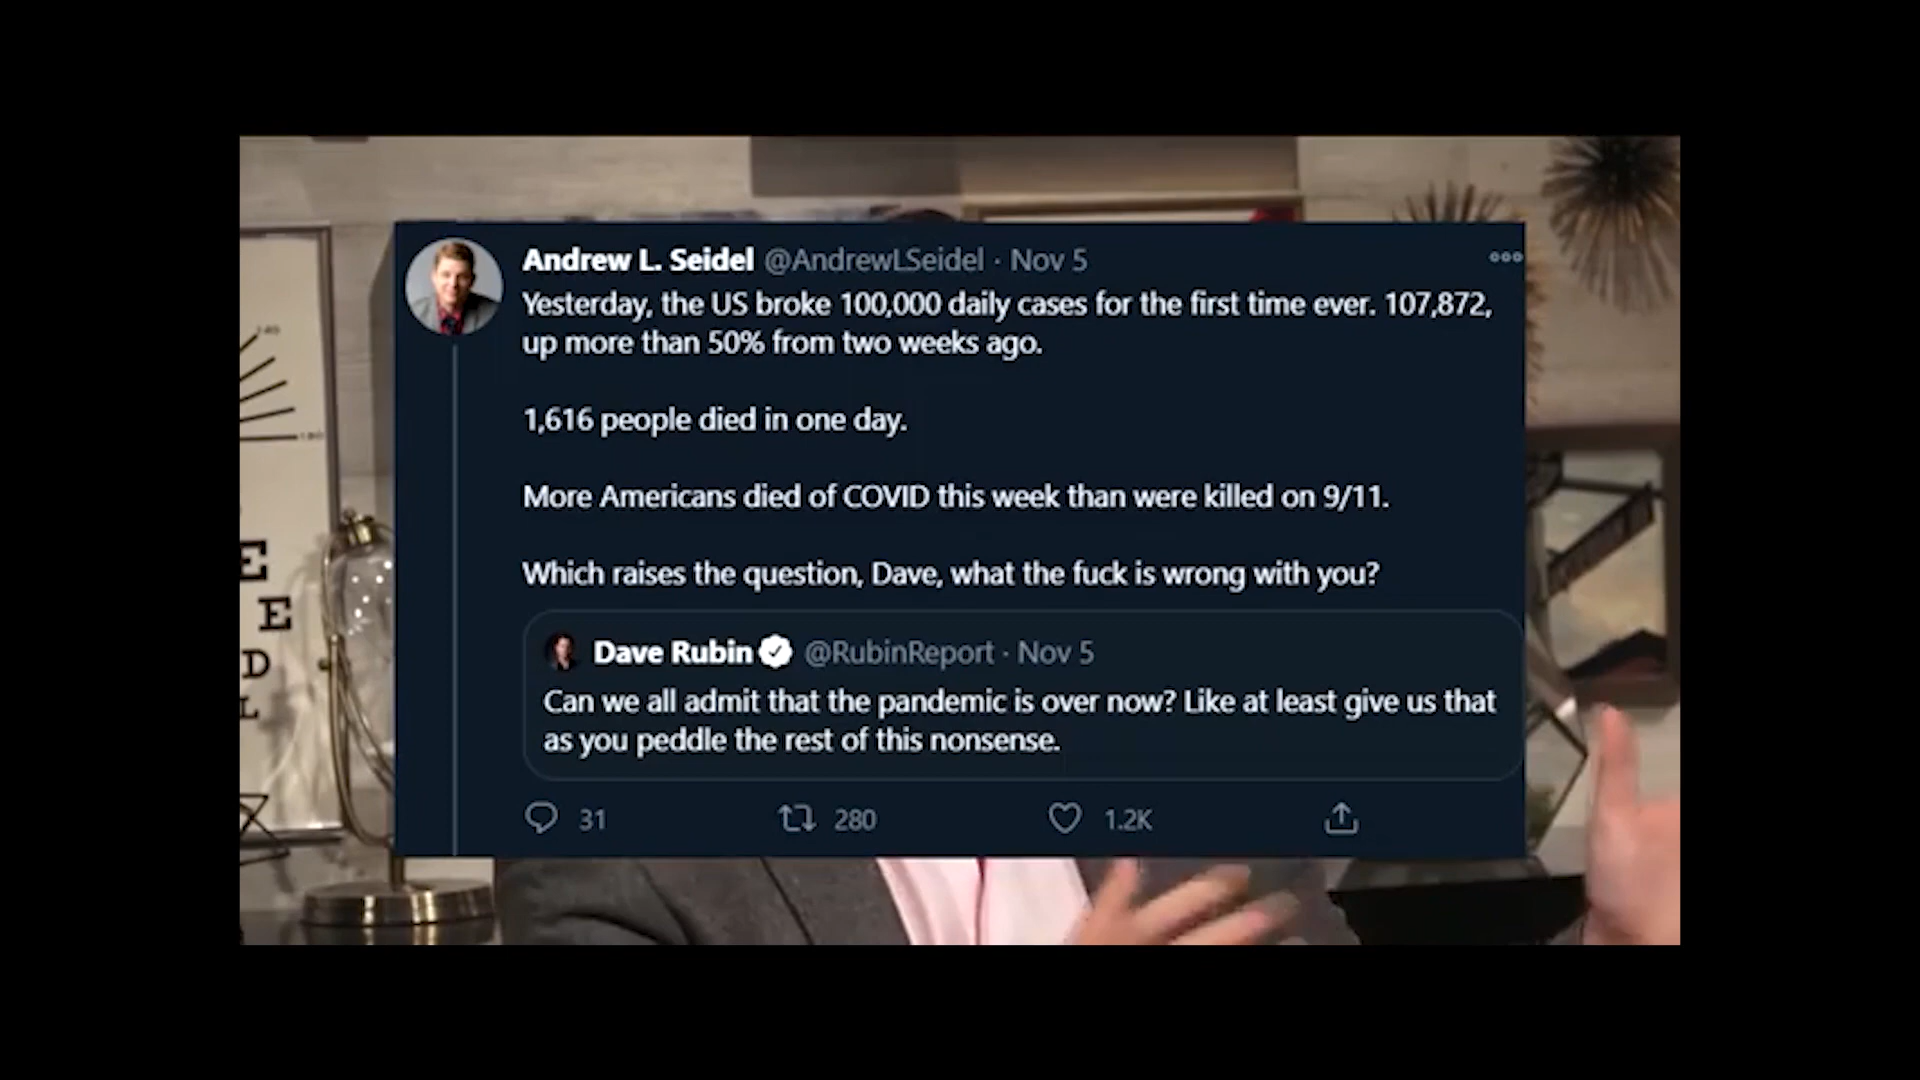 Andrew L. Seidel @AndrewLSeidel · Nov 5
Yesterday, the US broke 100,000 daily cases for the first time ever. 107,872,
up more than 50% from two weeks ago.
1,616 people died in one day.
More Americans died of COVID this week than were killed on 9/11.
Which raises the question, Dave, what the fuck is wrong with you?
Dave Rubin @RubinReport · Nov 5
Can we all admit that the pandemic is over now? Like at least give us that
as you peddle the rest of this nonsense.
31 280 1.2K
E
E
D
L